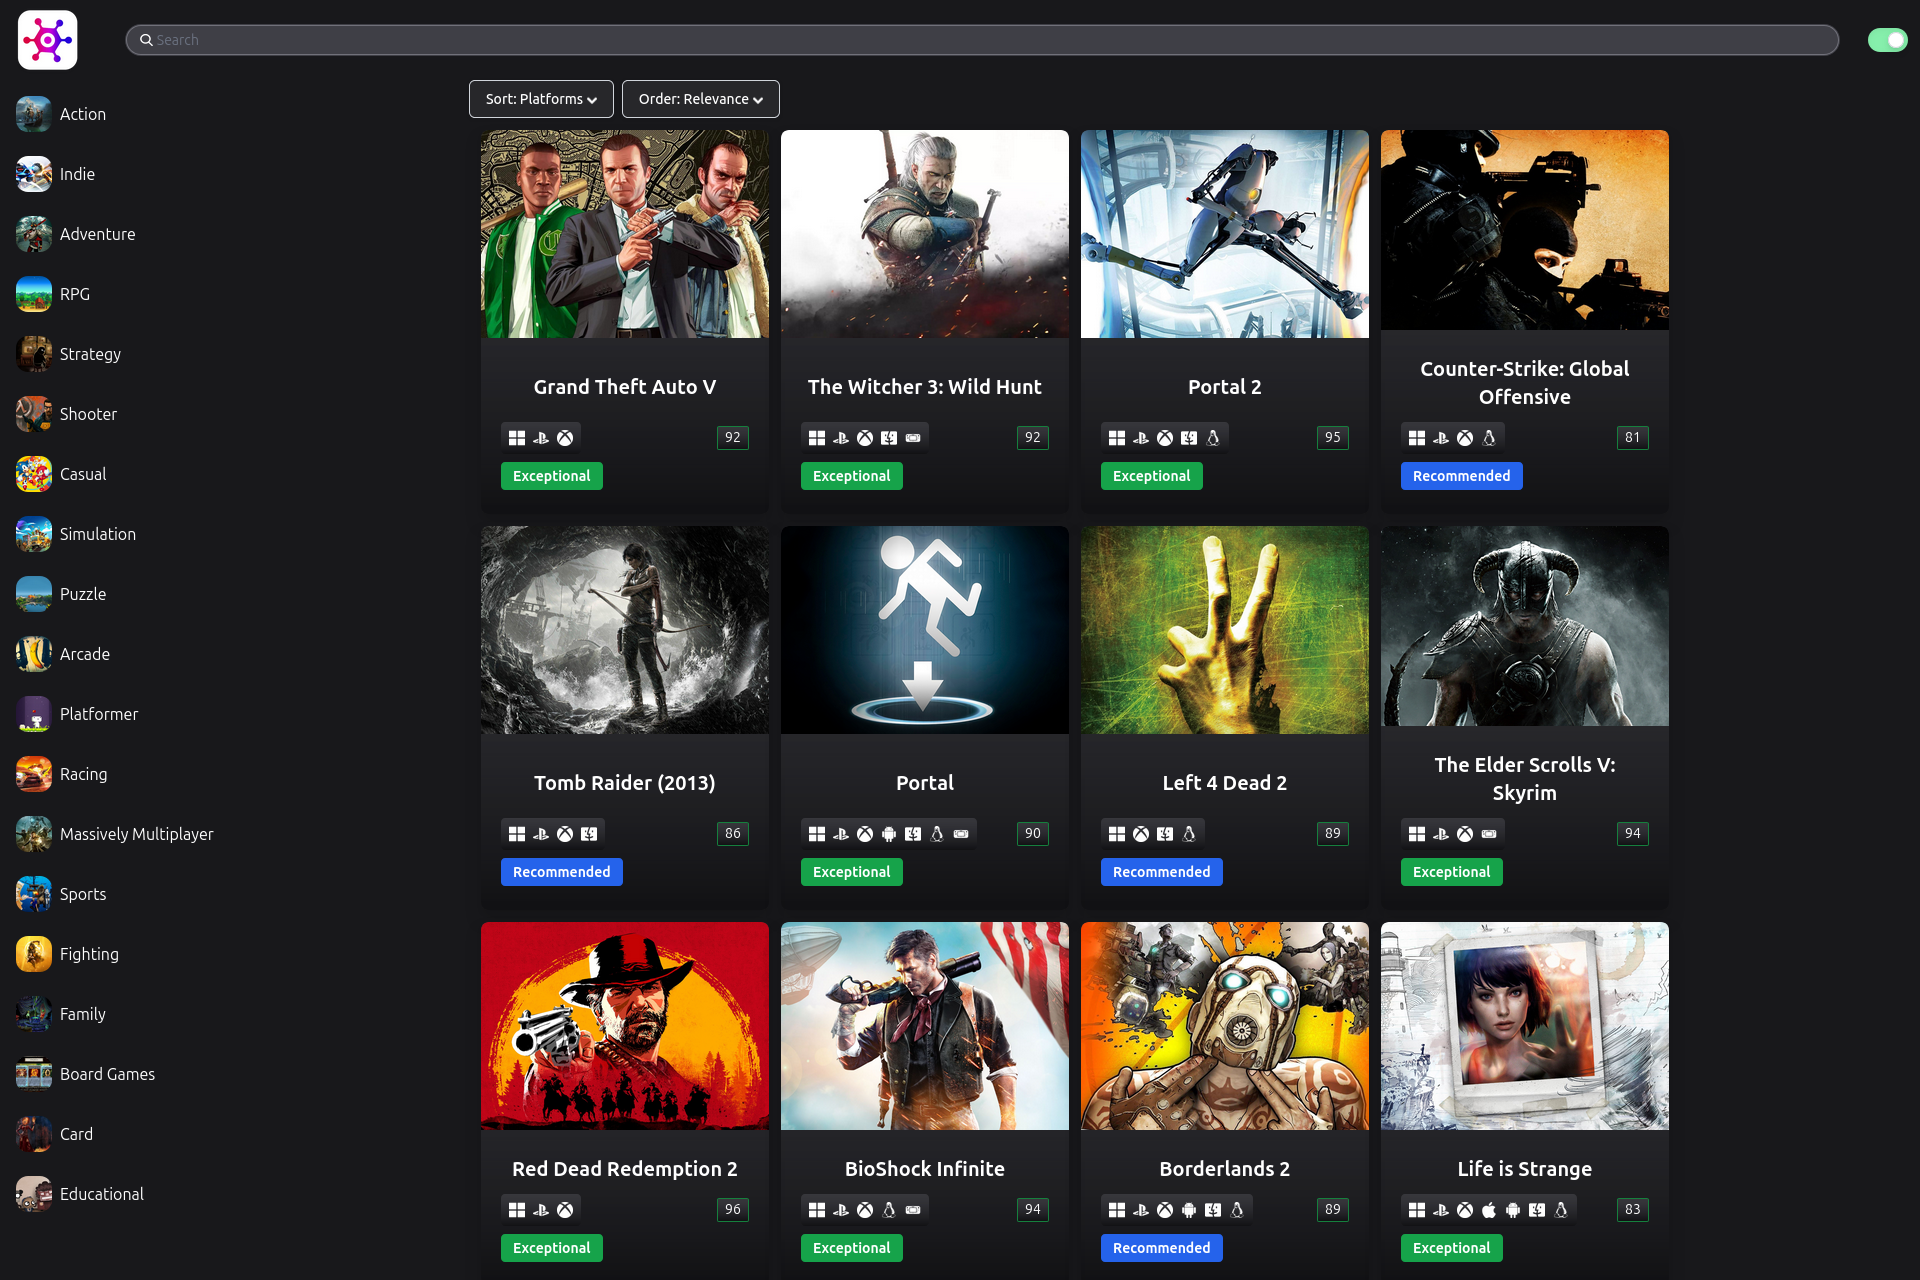 Search
Sort: Platforms
Order: Relevance
Action
Indie
Adventure
RPG
Strategy
Shooter
Casual
Simulation
Puzzle
Arcade
Platformer
Racing
Massively Multiplayer
Sports
Fighting
Family
Board Games
Card
Educational
Grand Theft Auto V
92
Exceptional
The Witcher 3: Wild Hunt
92
Exceptional
Portal 2
95
Exceptional
Counter-Strike: Global
Offensive
81
Recommended
Tomb Raider (2013)
86
Recommended
Portal
90
Exceptional
Left 4 Dead 2
89
Recommended
The Elder Scrolls V:
Skyrim
94
Exceptional
Red Dead Redemption 2
96
Exceptional
BioShock Infinite
94
Exceptional
Borderlands 2
89
Recommended
Life is Strange
83
Exceptional